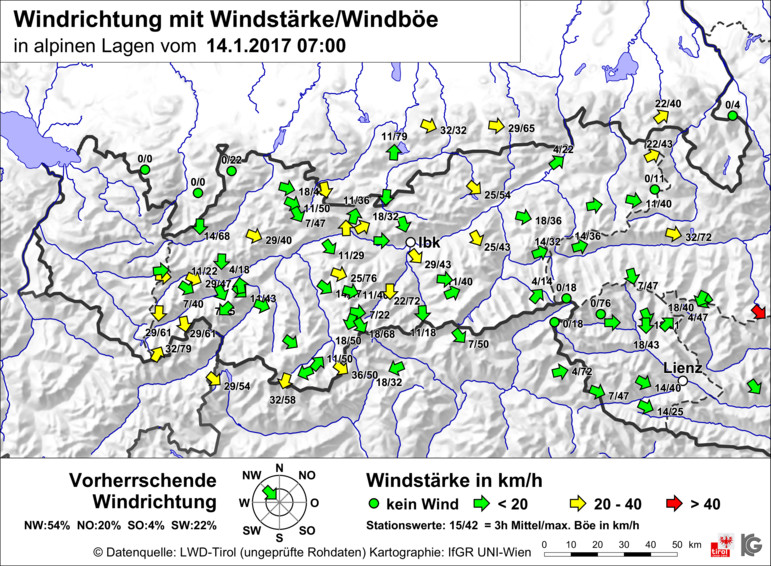 Windrichtung mit Windstärke/Windböe
in alpinen Lagen vom 14.1.2017 07:00
22/40
0/4
11/79
32/32
29/65
22/43
0/0
0/22
4/22
0/0
18/4
25/54
0/11
11/50
11/36
11/40
7/47
18/32
18/36
14/68
29/40
Ibk
14/32
14/36
32/72
11/29
29/43
25/43
11/22
4/18
25/76
11/40
7/47
29/47
4/14
0/18
7/40
11/43
22/72
0/76
18/40
4/47
7/22
29/61
29/61
18/68
11/18
0/18
18/50
7/50
18/43
32/79
11/50
Lienz
36/50
18/32
4/72
29/54
14/40
32/58
7/47
14/25
Vorherrschende
Windrichtung
NW:54% NO:20% SO:4% SW:22%
N
NW
NO
W
O
SW
SO
S
Windstärke in km/h
kein Wind
< 20
20 - 40
> 40
Stationswerte: 15/42 = 3h Mittel/max. Böe in km/h
© Datenquelle: LWD-Tirol (ungeprüfte Rohdaten) Kartographie: IfGR UNI-Wien
0 10 20 30 40 50 km
tirol